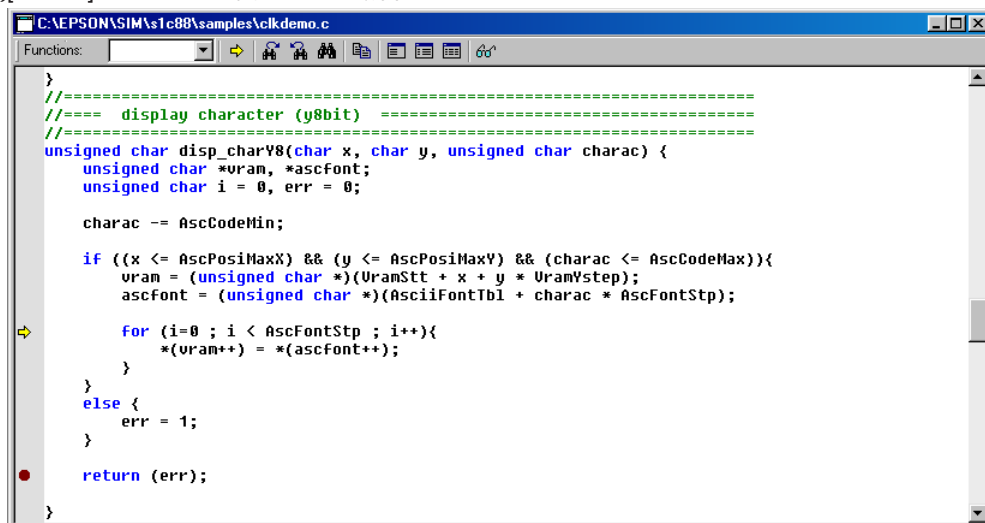 C:\EPSON\SIM\s1c88\samples\clkdemo.c
Functions:
}
//========================================================================
//====  display character (y8bit)  =======================================
//========================================================================
unsigned char disp_charY8(char x, char y, unsigned char charac) {
    unsigned char *vram, *ascfont;
    unsigned char i = 0, err = 0;

    charac -= AscCodeMin;

    if ((x <= AscPosiMaxX) && (y <= AscPosiMaxY) && (charac <= AscCodeMax)){
        vram = (unsigned char *)(VramStt + x + y * VramYstep);
        ascfont = (unsigned char *)(AsciiFontTbl + charac * AscFontStp);

        for (i=0 ; i < AscFontStp ; i++){
            *(vram++) = *(ascfont++);
        }
    }
    else {
        err = 1;
    }

    return (err);

}